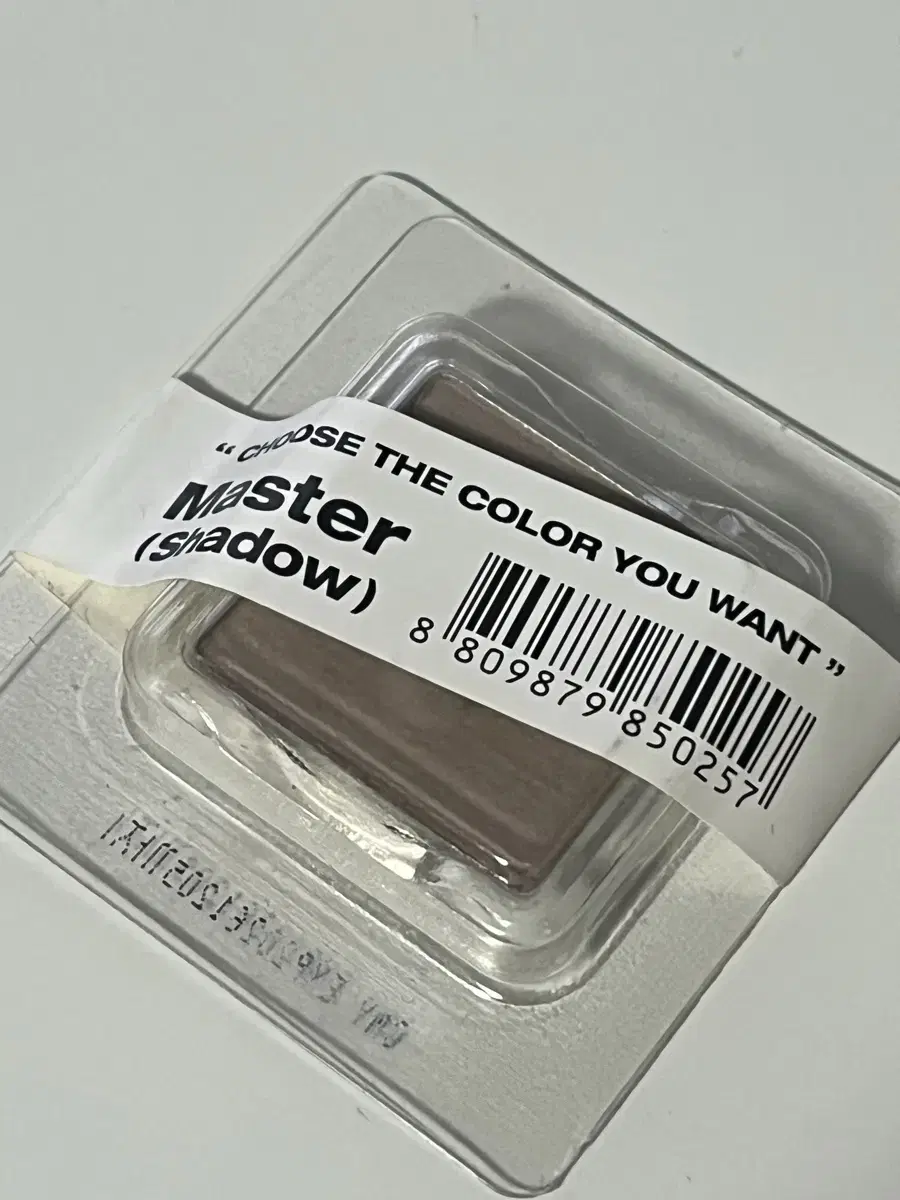 “ CHOOSE THE COLOR YOU WANT ”
Master
(shadow)
8 809879 850257